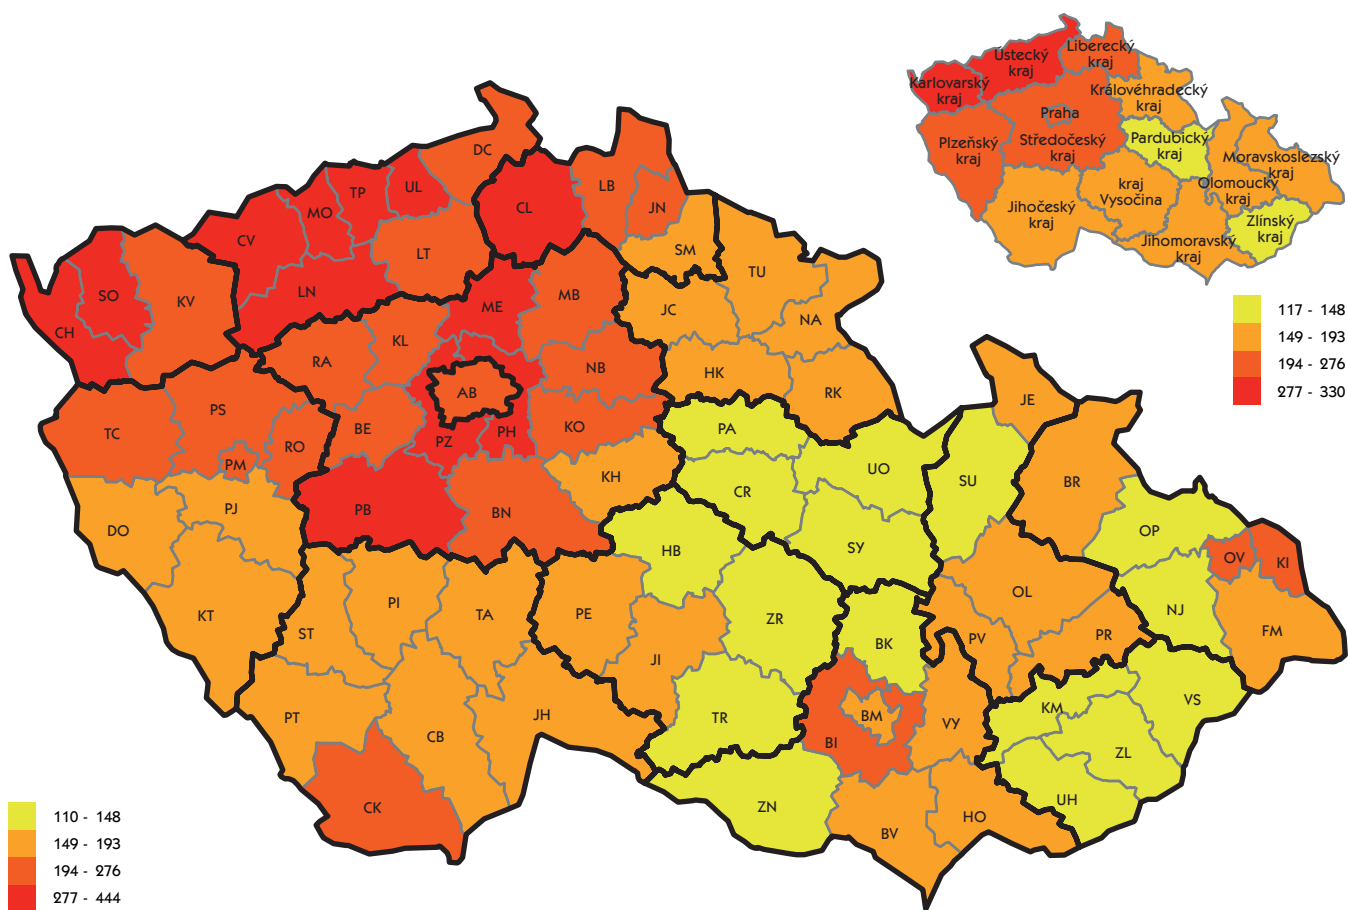 Ústecký
kraj
Liberecký
kraj
Karlovarský
kraj
Královéhradecký
kraj
Praha
Plzeňský
kraj
Středočeský
kraj
Pardubický
kraj
Moravskoslezský
kraj
kraj
Vysočina
Olomoucký
kraj
Jihočeský
kraj
Zlínský
kraj
Jihomoravský
kraj
117 - 148
149 - 193
194 - 276
277 - 330
DC
TP
UL
MO
CL
LB
JN
CV
LT
SM
TU
SO
KV
LN
ME
MB
JC
NA
CH
KL
RA
NB
HK
RK
AB
JE
TC
PS
RO
BE
PZ
PH
KO
PA
PM
KH
CR
UO
SU
BR
DO
PJ
PB
BN
HB
SY
OP
OV
KI
KT
PI
TA
PE
ZR
OL
NJ
ST
JI
BK
PV
PR
FM
PT
CB
JH
TR
BI
BM
VY
KM
VS
ZL
CK
ZN
BV
HO
UH
110 - 148
149 - 193
194 - 276
277 - 444